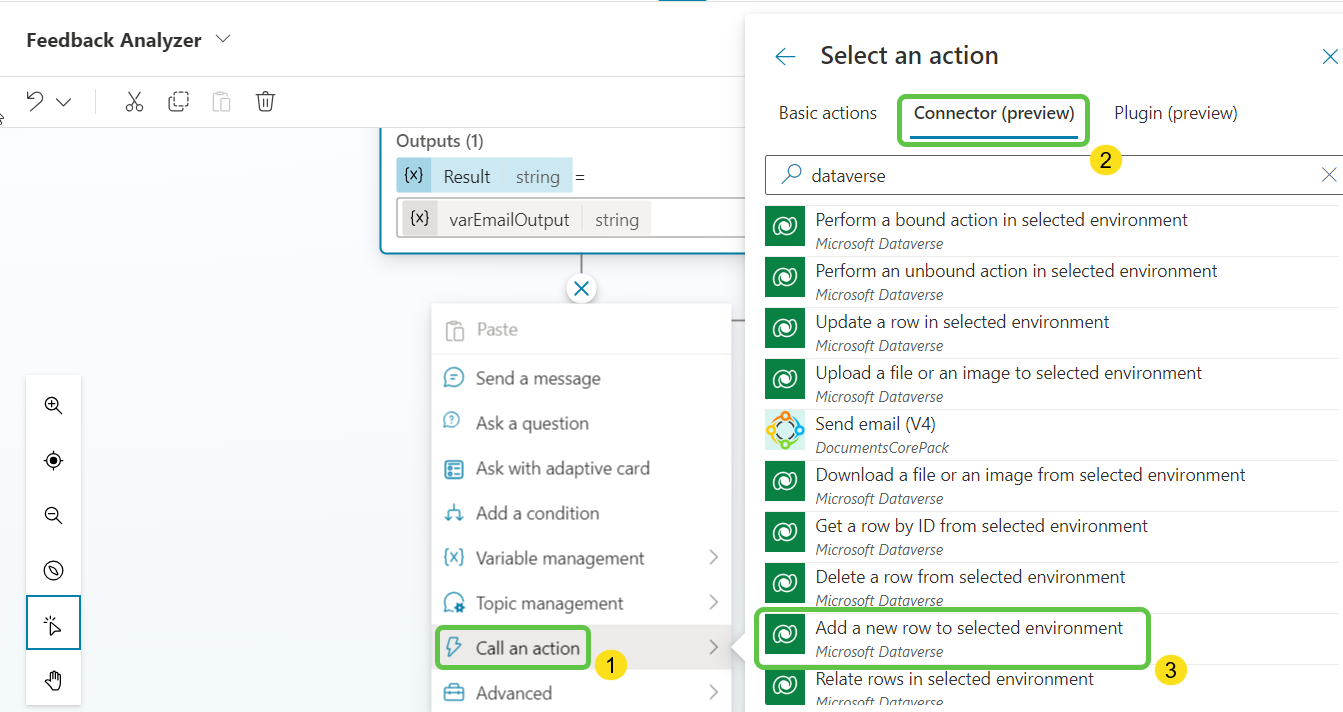 Feedback Analyzer
Outputs (1)
{x} Result string =
{x} varEmailOutput string
Paste
Send a message
Ask a question
Ask with adaptive card
Add a condition
{x} Variable management
Topic management
Call an action
1
Advanced
Select an action
Basic actions
Connector (preview)
Plugin (preview)
2
dataverse
Perform a bound action in selected environment
Microsoft Dataverse
Perform an unbound action in selected environment
Microsoft Dataverse
Update a row in selected environment
Microsoft Dataverse
Upload a file or an image to selected environment
Microsoft Dataverse
Send email (V4)
DocumentsCorePack
Download a file or an image from selected environment
Microsoft Dataverse
Get a row by ID from selected environment
Microsoft Dataverse
Delete a row from selected environment
Microsoft Dataverse
Add a new row to selected environment
Microsoft Dataverse
3
Relate rows in selected environment
Microsoft Dataverse